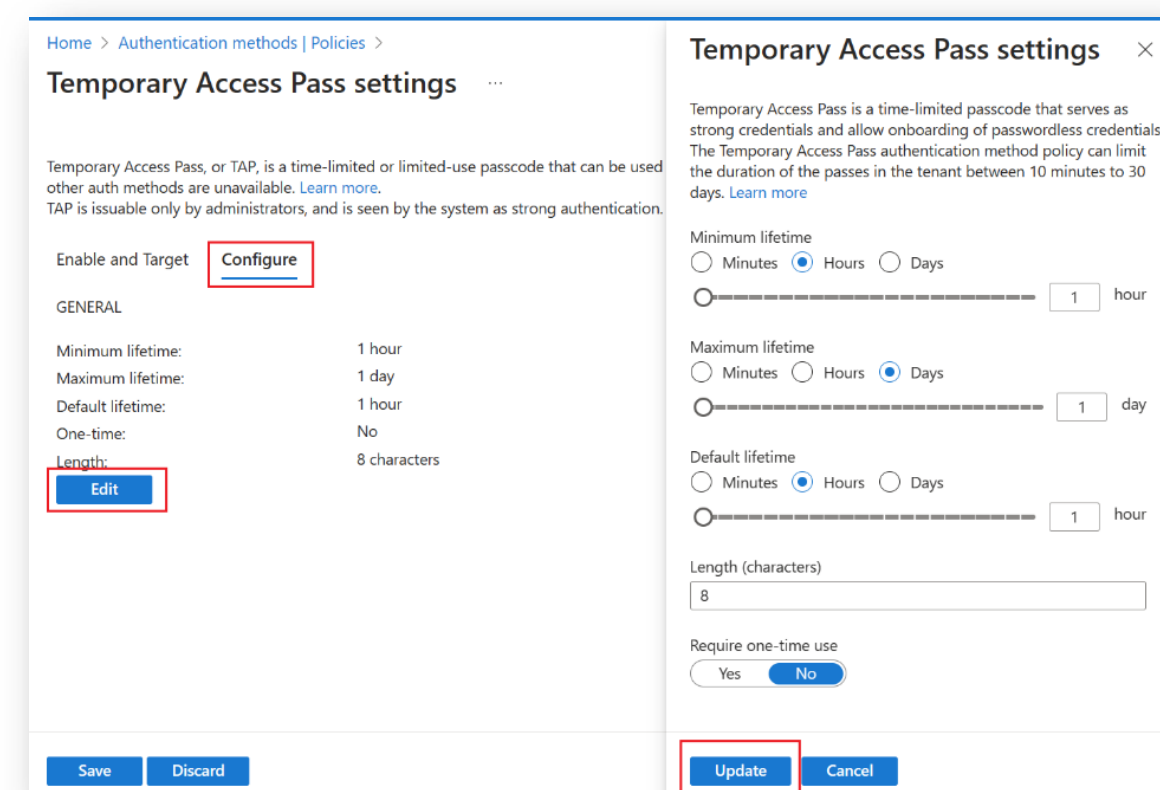 Home > Authentication methods | Policies >
Temporary Access Pass settings ...
Temporary Access Pass, or TAP, is a time-limited or limited-use passcode that can be used
other auth methods are unavailable. Learn more.
TAP is issuable only by administrators, and is seen by the system as strong authentication.
Enable and Target Configure
GENERAL
Minimum lifetime: 1 hour
Maximum lifetime: 1 day
Default lifetime: 1 hour
One-time: No
Length: 8 characters
Edit
Save Discard
Temporary Access Pass settings
Temporary Access Pass is a time-limited passcode that serves as
strong credentials and allow onboarding of passwordless credentials
The Temporary Access Pass authentication method policy can limit
the duration of the passes in the tenant between 10 minutes to 30
days. Learn more
Minimum lifetime
Minutes Hours Days
1 hour
Maximum lifetime
Minutes Hours Days
1 day
Default lifetime
Minutes Hours Days
1 hour
Length (characters)
8
Require one-time use
Yes No
Update Cancel